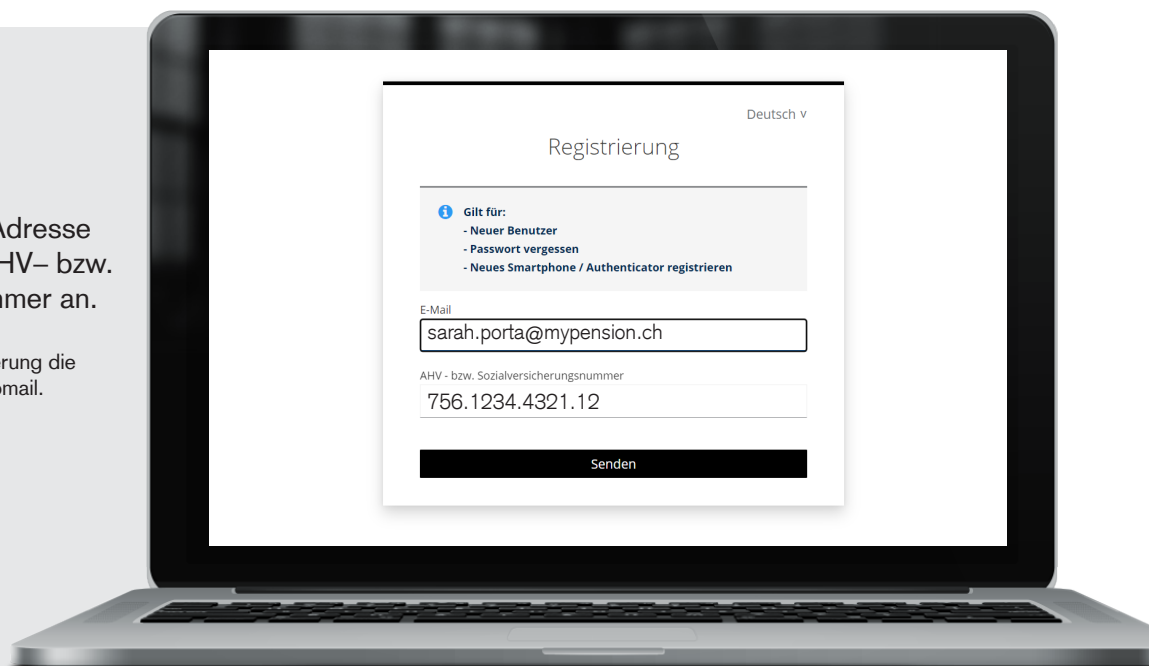 Adresse
HV– bzw.
mer an.
erung die
mail.
Deutsch v
Registrierung
Gilt für:
- Neuer Benutzer
- Passwort vergessen
- Neues Smartphone / Authenticator registrieren
E-Mail
sarah.porta@mypension.ch
AHV - bzw. Sozialversicherungsnummer
756.1234.4321.12
Senden